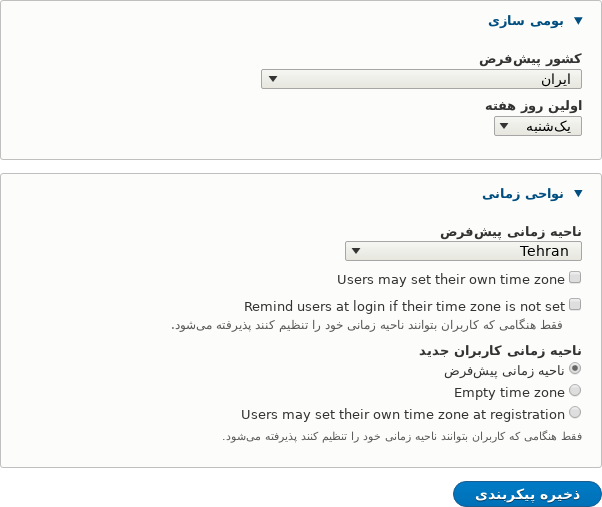 بومی سازی
کشور پیش‌فرض
ایران
اولین روز هفته
یک‌شنبه
نواحی زمانی
ناحیه زمانی پیش‌فرض
Tehran
Users may set their own time zone
Remind users at login if their time zone is not set
فقط هنگامی که کاربران بتوانند ناحیه زمانی خود را تنظیم کنند پذیرفته می‌شود.
ناحیه زمانی کاربران جدید
ناحیه زمانی پیش‌فرض
Empty time zone
Users may set their own time zone at registration
فقط هنگامی که کاربران بتوانند ناحیه زمانی خود را تنظیم کنند پذیرفته می‌شود.
ذخیره پیکربندی